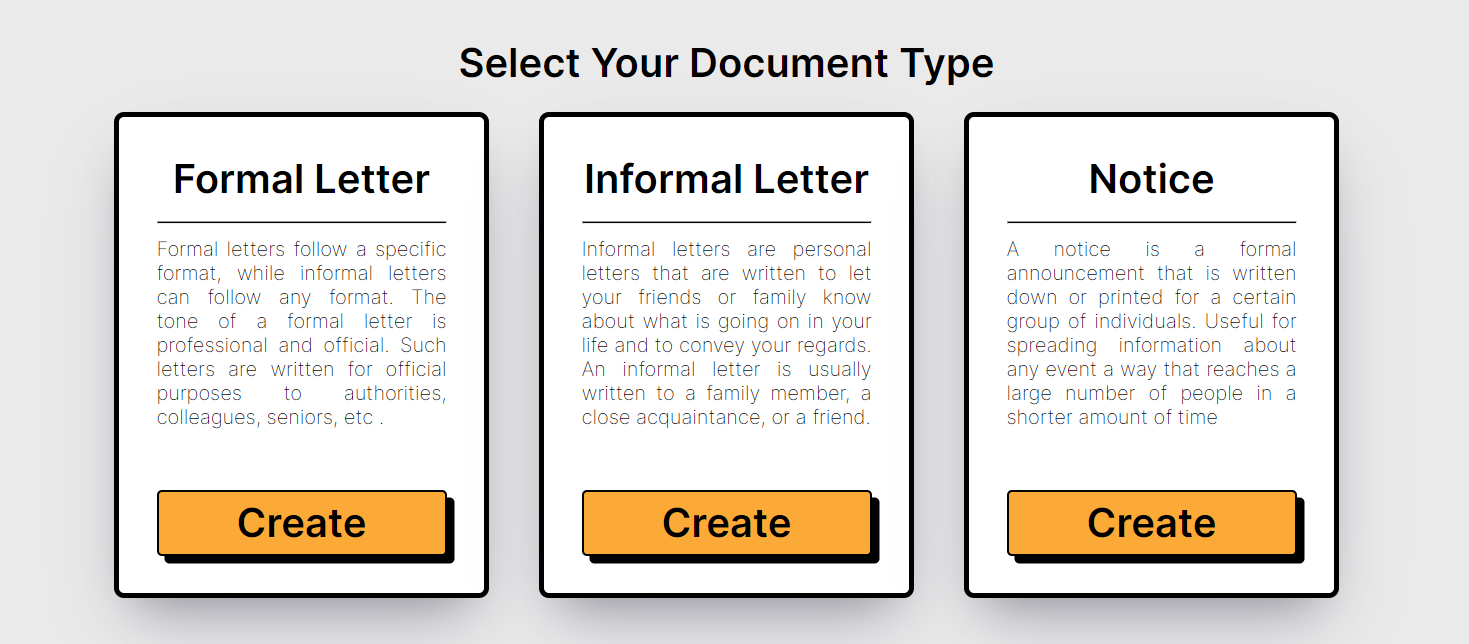 Select Your Document Type
Formal Letter
Formal letters follow a specific
format, while informal letters
can follow any format. The
tone of a formal letter is
professional and official. Such
letters are written for official
purposes to authorities,
colleagues, seniors, etc .
Create
Informal Letter
Informal letters are personal
letters that are written to let
your friends or family know
about what is going on in your
life and to convey your regards.
An informal letter is usually
written to a family member, a
close acquaintance, or a friend.
Create
Notice
A notice is a formal
announcement that is written
down or printed for a certain
group of individuals. Useful for
spreading information about
any event a way that reaches a
large number of people in a
shorter amount of time
Create